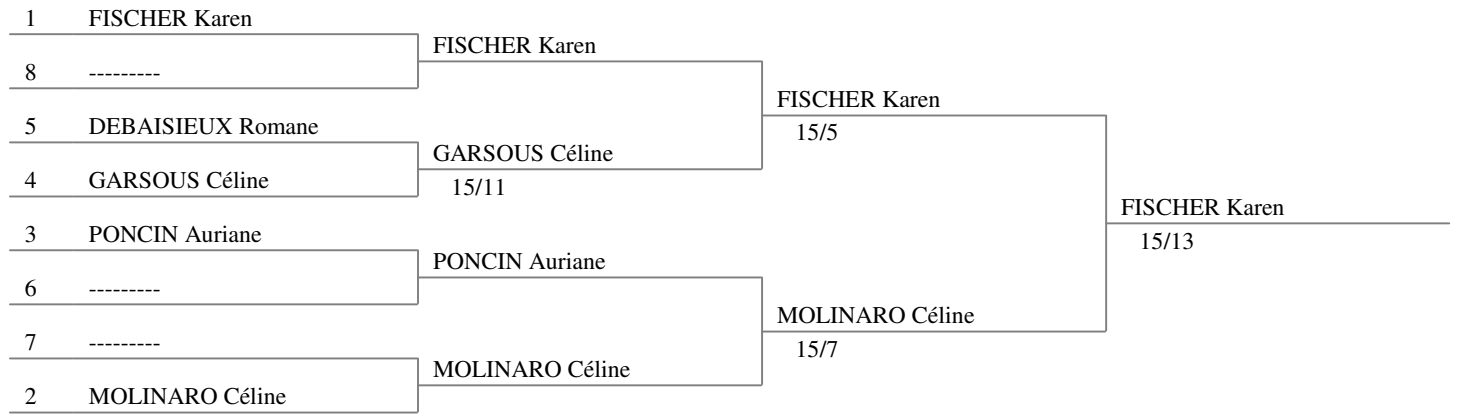 1 FISCHER Karen
FISCHER Karen
8 ---------
FISCHER Karen
5 DEBAISIEUX Romane
15/5
GARSOUS Céline
4 GARSOUS Céline
15/11
FISCHER Karen
3 PONCIN Auriane
15/13
PONCIN Auriane
6 ---------
MOLINARO Céline
7 ---------
15/7
MOLINARO Céline
2 MOLINARO Céline